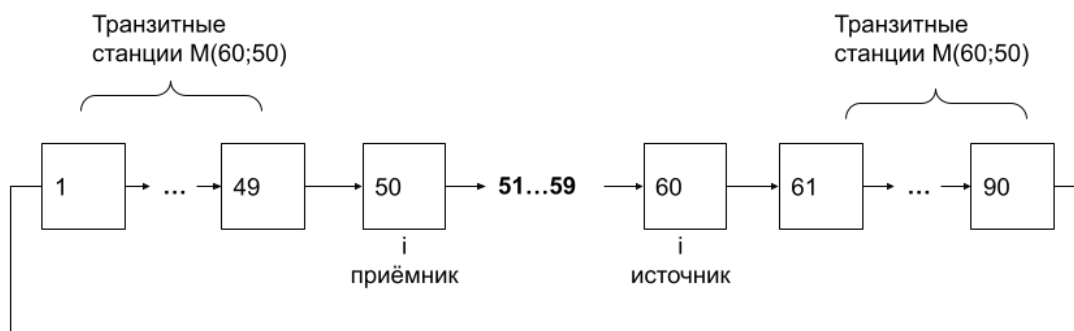 Транзитные
станции М(60;50)
Транзитные
станции М(60;50)
1
...
49
50
51...59
60
61
...
90
i
приёмник
i
источник